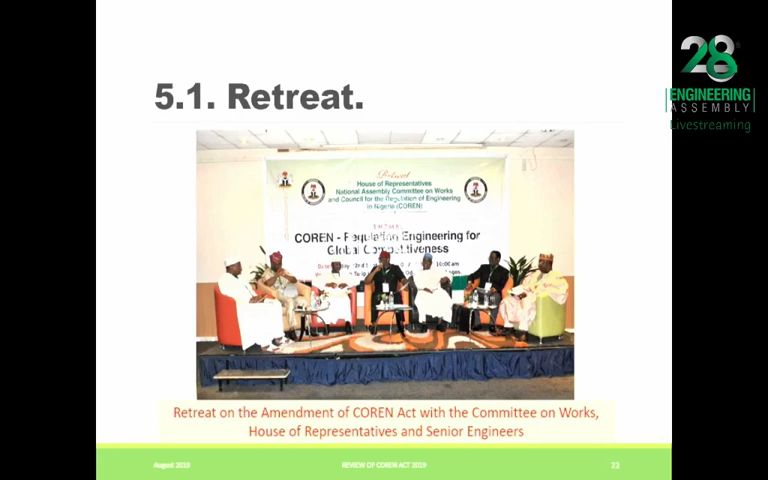 28
ENGINEERING
ASSEMBLY
Livestreaming
5.1. Retreat.
Retreat
House of Representatives
National Assembly Committee on Works
and Council for the Regulation of Engineering
in Nigeria (COREN)
COREN - Regulating Engineering for
Global Competitiveness
10:00am
Retreat on the Amendment of COREN Act with the Committee on Works,
House of Representatives and Senior Engineers
August 2019
REVIEW OF COREN ACT 2019
22